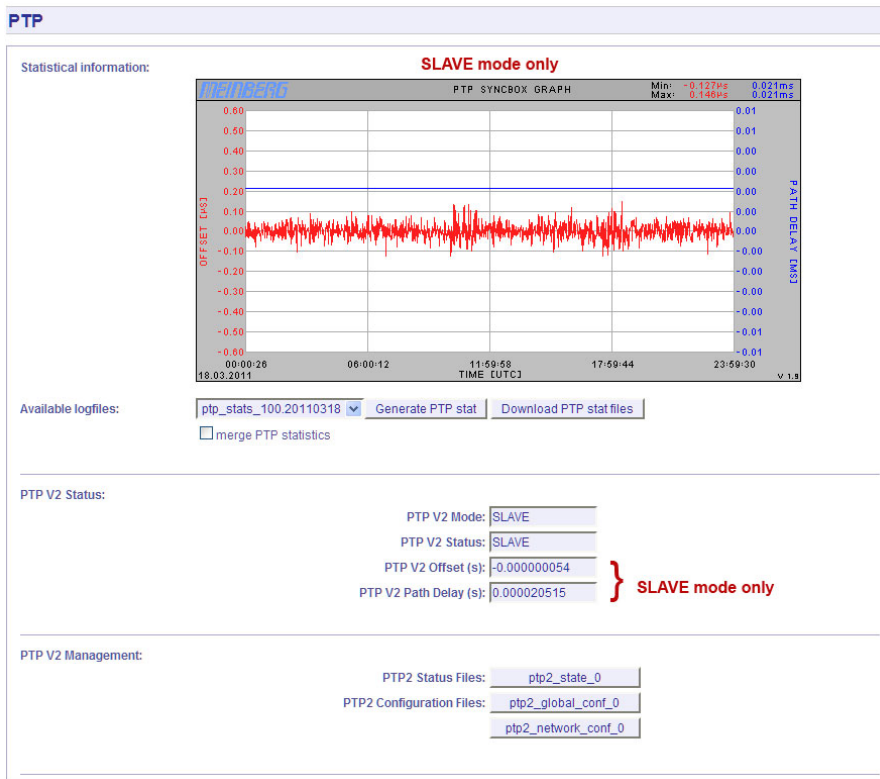 PTP
Statistical information:
SLAVE mode only
MEINBERG
PTP SYNCBOX GRAPH
Min: -0.127µs 0.021ms
Max: 0.146µs 0.021ms
0.60 0.01
0.50 0.01
0.40 0.00
0.30 0.00
0.20 0.00
0.10 0.00
0.00 0.00
-0.10 -0.00
-0.20 -0.00
-0.30 -0.00
-0.40 -0.00
-0.50 -0.01
-0.60 -0.01
OFFSET [µS]
PATH DELAY [MS]
00:00:26 06:00:12 11:59:58 17:59:44 23:59:30
18.03.2011 TIME [UTC] V 1.9
Available logfiles: ptp_stats_100.20110318 Generate PTP stat Download PTP stat files
merge PTP statistics
PTP V2 Status:
PTP V2 Mode: SLAVE
PTP V2 Status: SLAVE
PTP V2 Offset (s): -0.000000054
PTP V2 Path Delay (s): 0.000020515
} SLAVE mode only
PTP V2 Management:
PTP2 Status Files: ptp2_state_0
PTP2 Configuration Files: ptp2_global_conf_0
ptp2_network_conf_0